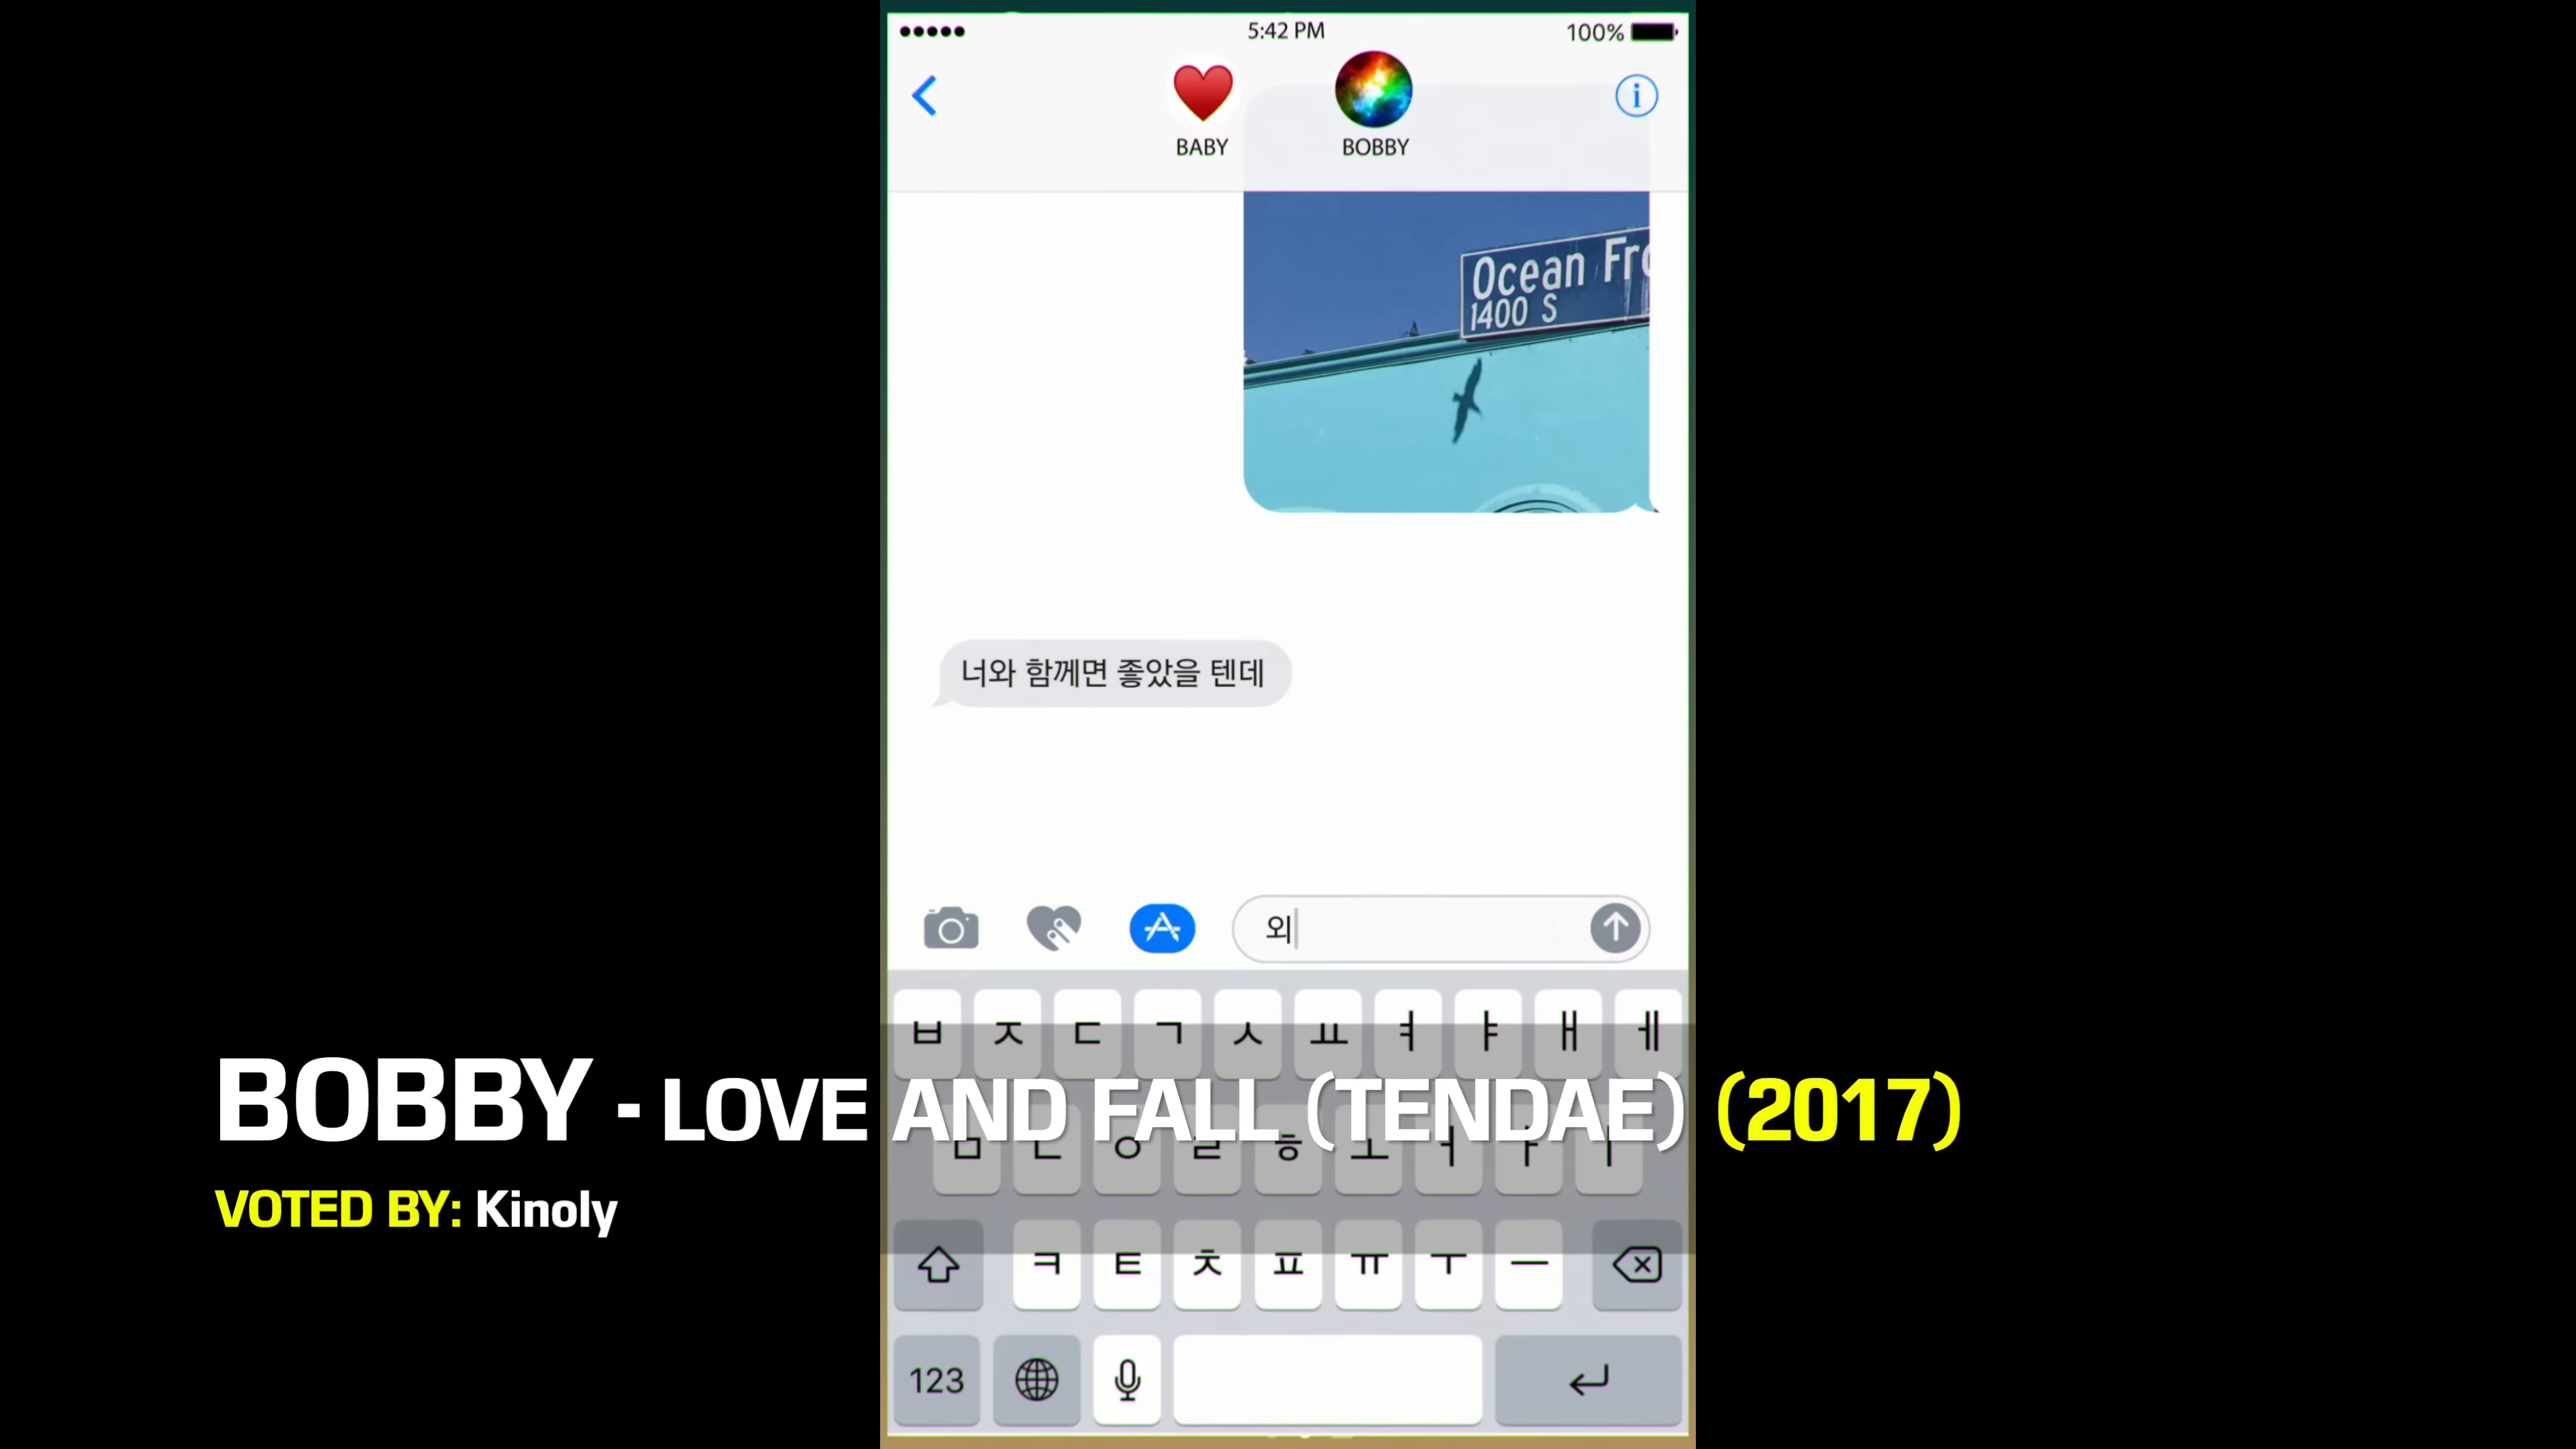 5:42 PM
100%
BABY
BOBBY
Ocean
1400 S
너와 함께면 좋았을 텐데
외
ㅂ ㅈ ㄷ ㄱ ㅅ ㅛ ㅕ ㅑ ㅐ ㅔ
BOBBY - LOVE AND FALL (TENDAE) (2017)
ㅁ ㄴ ㅇ ㄹ ㅎ ㅗ ㅓ ㅏ ㅣ
VOTED BY: Kinoly
ㅋ ㅌ ㅊ ㅍ ㅠ ㅜ ㅡ
123